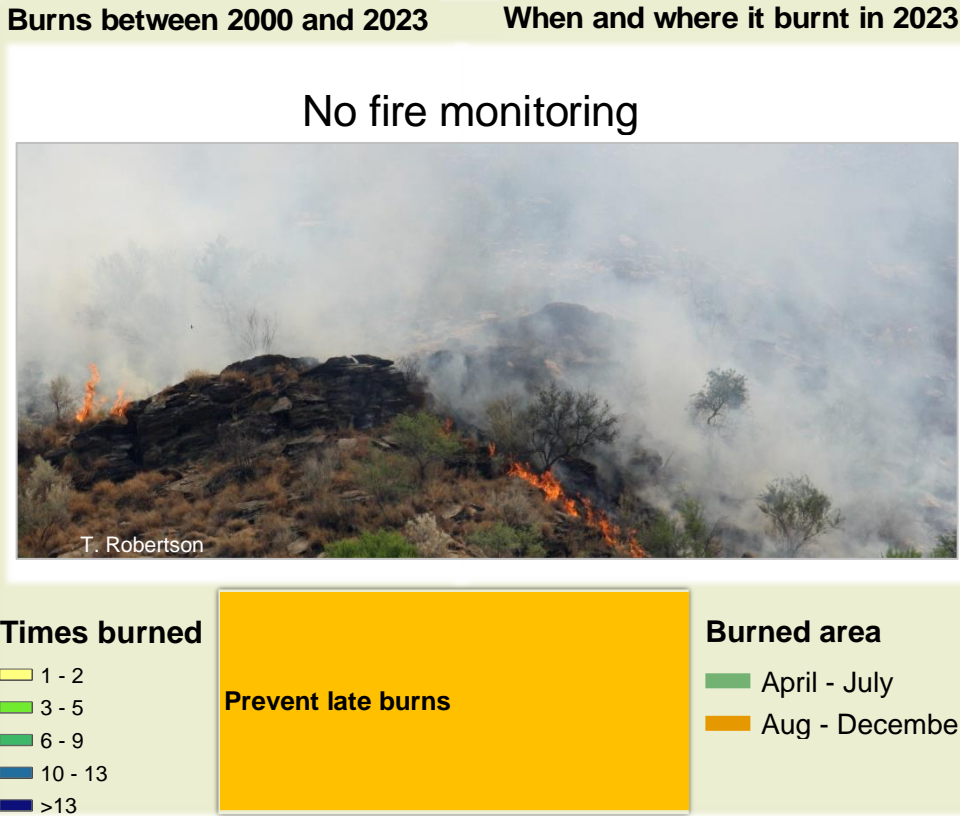 Burns between 2000 and 2023
When and where it burnt in 2023
No fire monitoring
T. Robertson
Times burned
1 - 2
3 - 5
6 - 9
10 - 13
>13
Prevent late burns
Burned area
April - July
Aug - Decembe